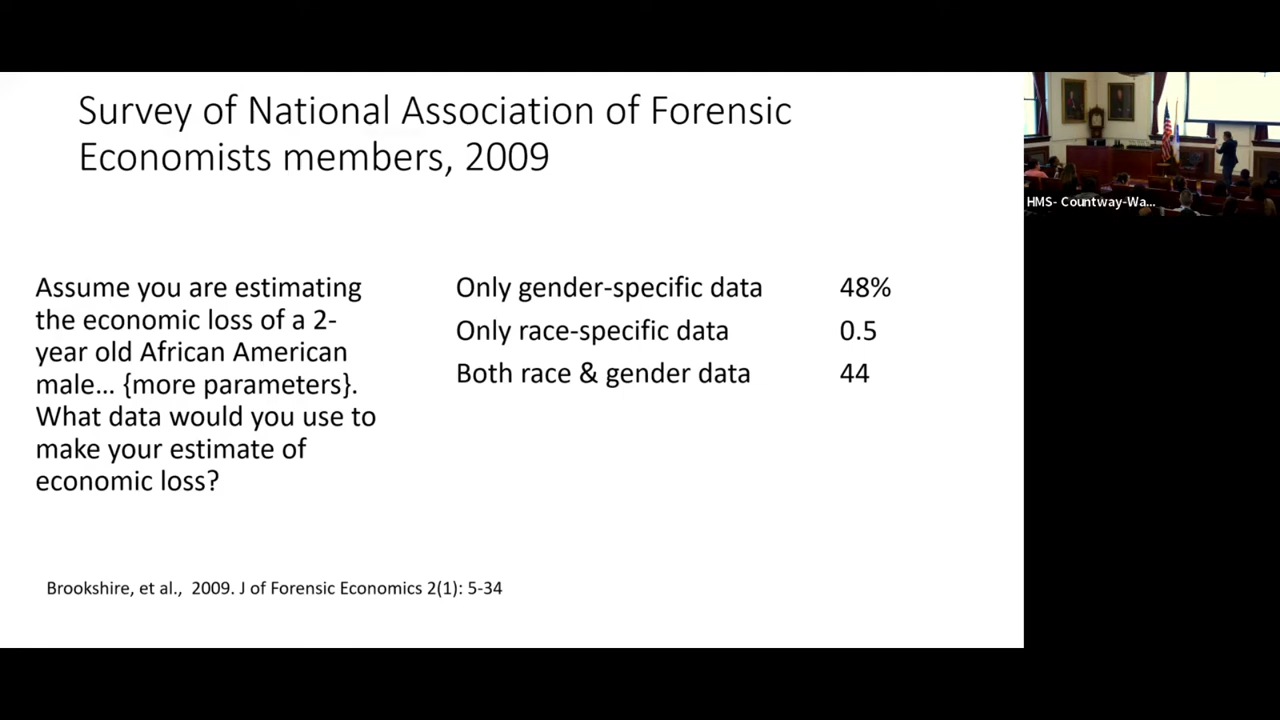 Survey of National Association of Forensic
Economists members, 2009
Assume you are estimating
the economic loss of a 2-
year old African American
male... {more parameters}.
What data would you use to
make your estimate of
economic loss?
Only gender-specific data 48%
Only race-specific data 0.5
Both race & gender data 44
Brookshire, et al., 2009. J of Forensic Economics 2(1): 5-34
HMS- Countway-Wa...